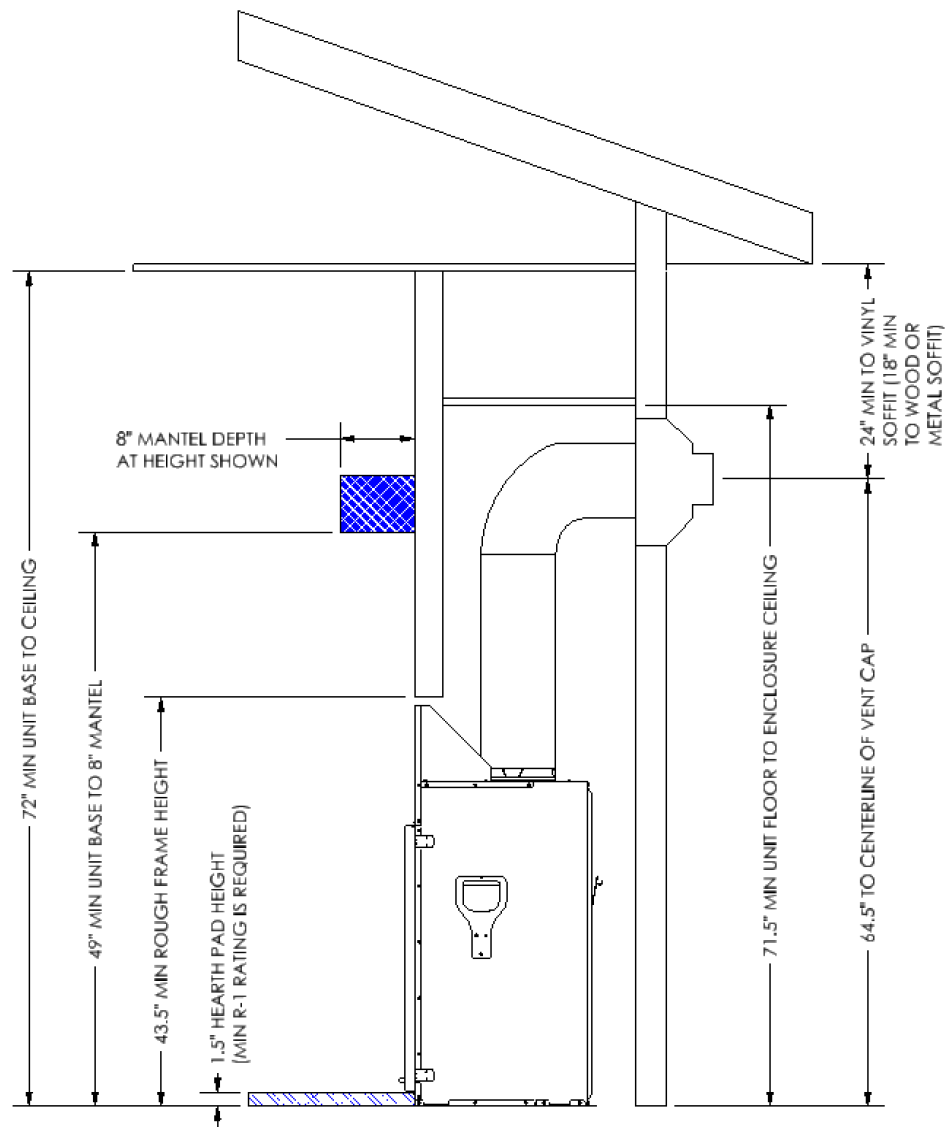 24" MIN TO VINYL
SOFFIT (18" MIN
TO WOOD OR
METAL SOFFIT)
8" MANTEL DEPTH
AT HEIGHT SHOWN
72" MIN UNIT BASE TO CEILING
49" MIN UNIT BASE TO 8" MANTEL
43.5" MIN ROUGH FRAME HEIGHT
1.5" HEARTH PAD HEIGHT
(MIN R-1 RATING IS REQUIRED)
71.5" MIN UNIT FLOOR TO ENCLOSURE CEILING
64.5" TO CENTERLINE OF VENT CAP